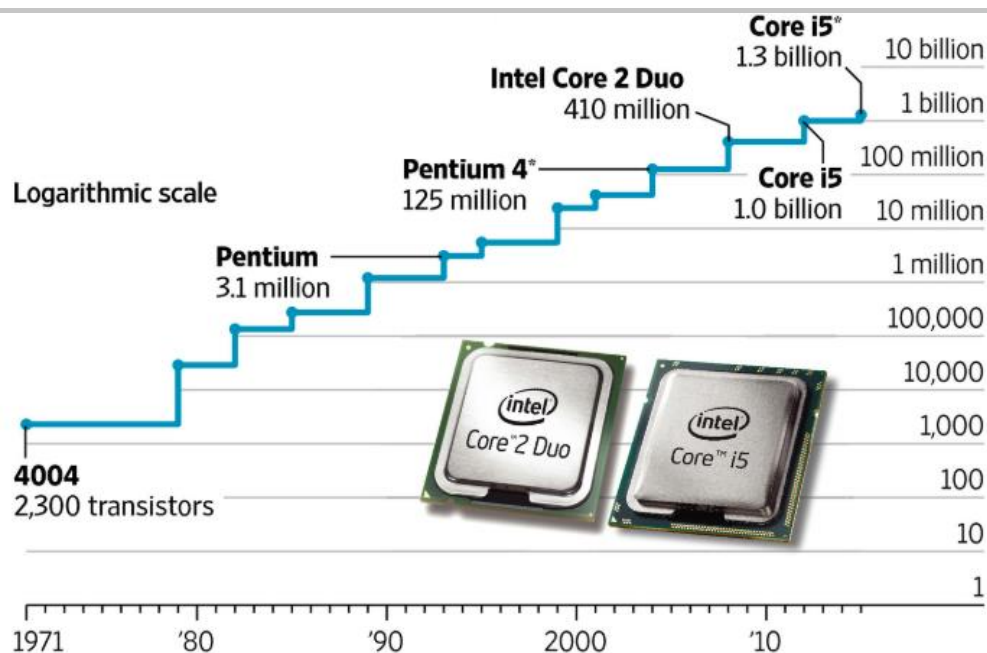 Core i5*
1.3 billion
10 billion
Intel Core 2 Duo
410 million
1 billion
Pentium 4*
125 million
100 million
Core i5
1.0 billion
Logarithmic scale
10 million
Pentium
3.1 million
1 million
100,000
10,000
intel
Core™2 Duo
intel
Core™ i5
1,000
4004
2,300 transistors
100
10
1
1971 '80 '90 2000 '10